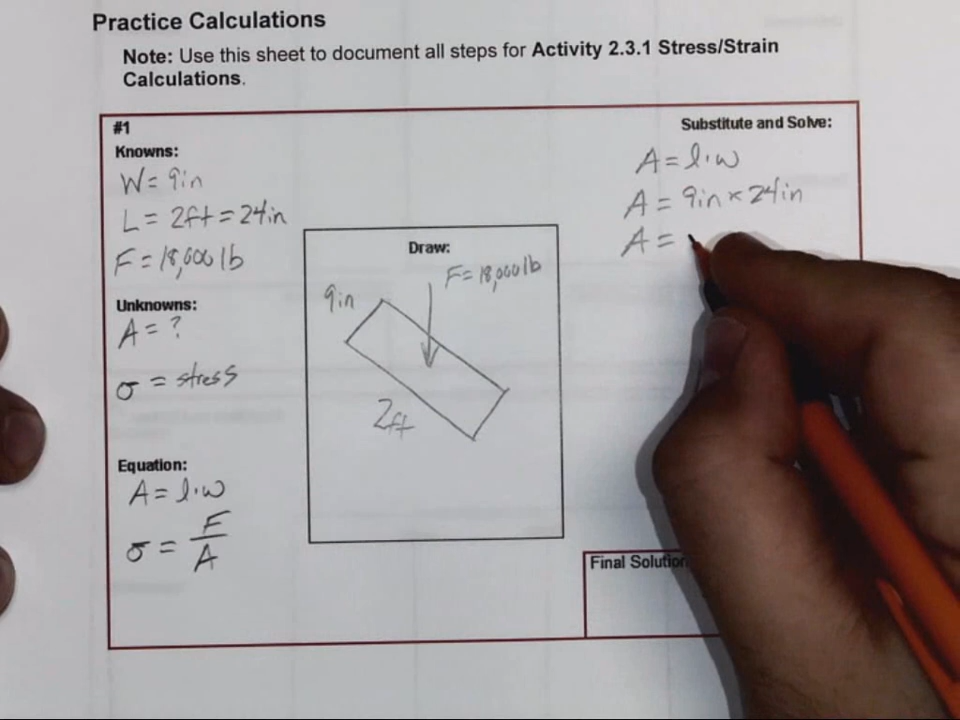 Practice Calculations
Note: Use this sheet to document all steps for Activity 2.3.1 Stress/Strain
Calculations.
#1
Knowns:
W = 9in
L = 2ft = 24in
F = 18,000 lb
Unknowns:
A = ?
σ = stress
Equation:
A = l·w
σ = F/A
Draw:
F = 18,000 lb
9in
2ft
Substitute and Solve:
A = l·w
A = 9in × 24in
A =
Final Solution